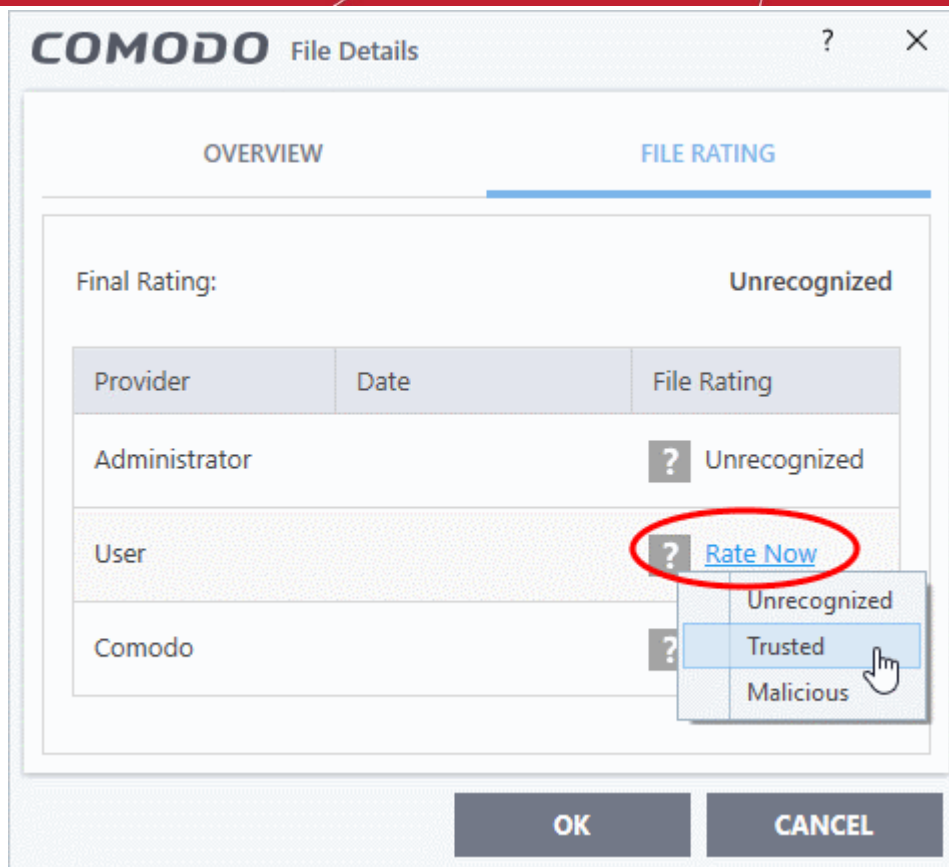 COMODO File Details ? ×
OVERVIEW FILE RATING
Final Rating: Unrecognized
Provider Date File Rating
Administrator ? Unrecognized
User ? Rate Now
Unrecognized
Comodo ? Trusted
Malicious
OK CANCEL